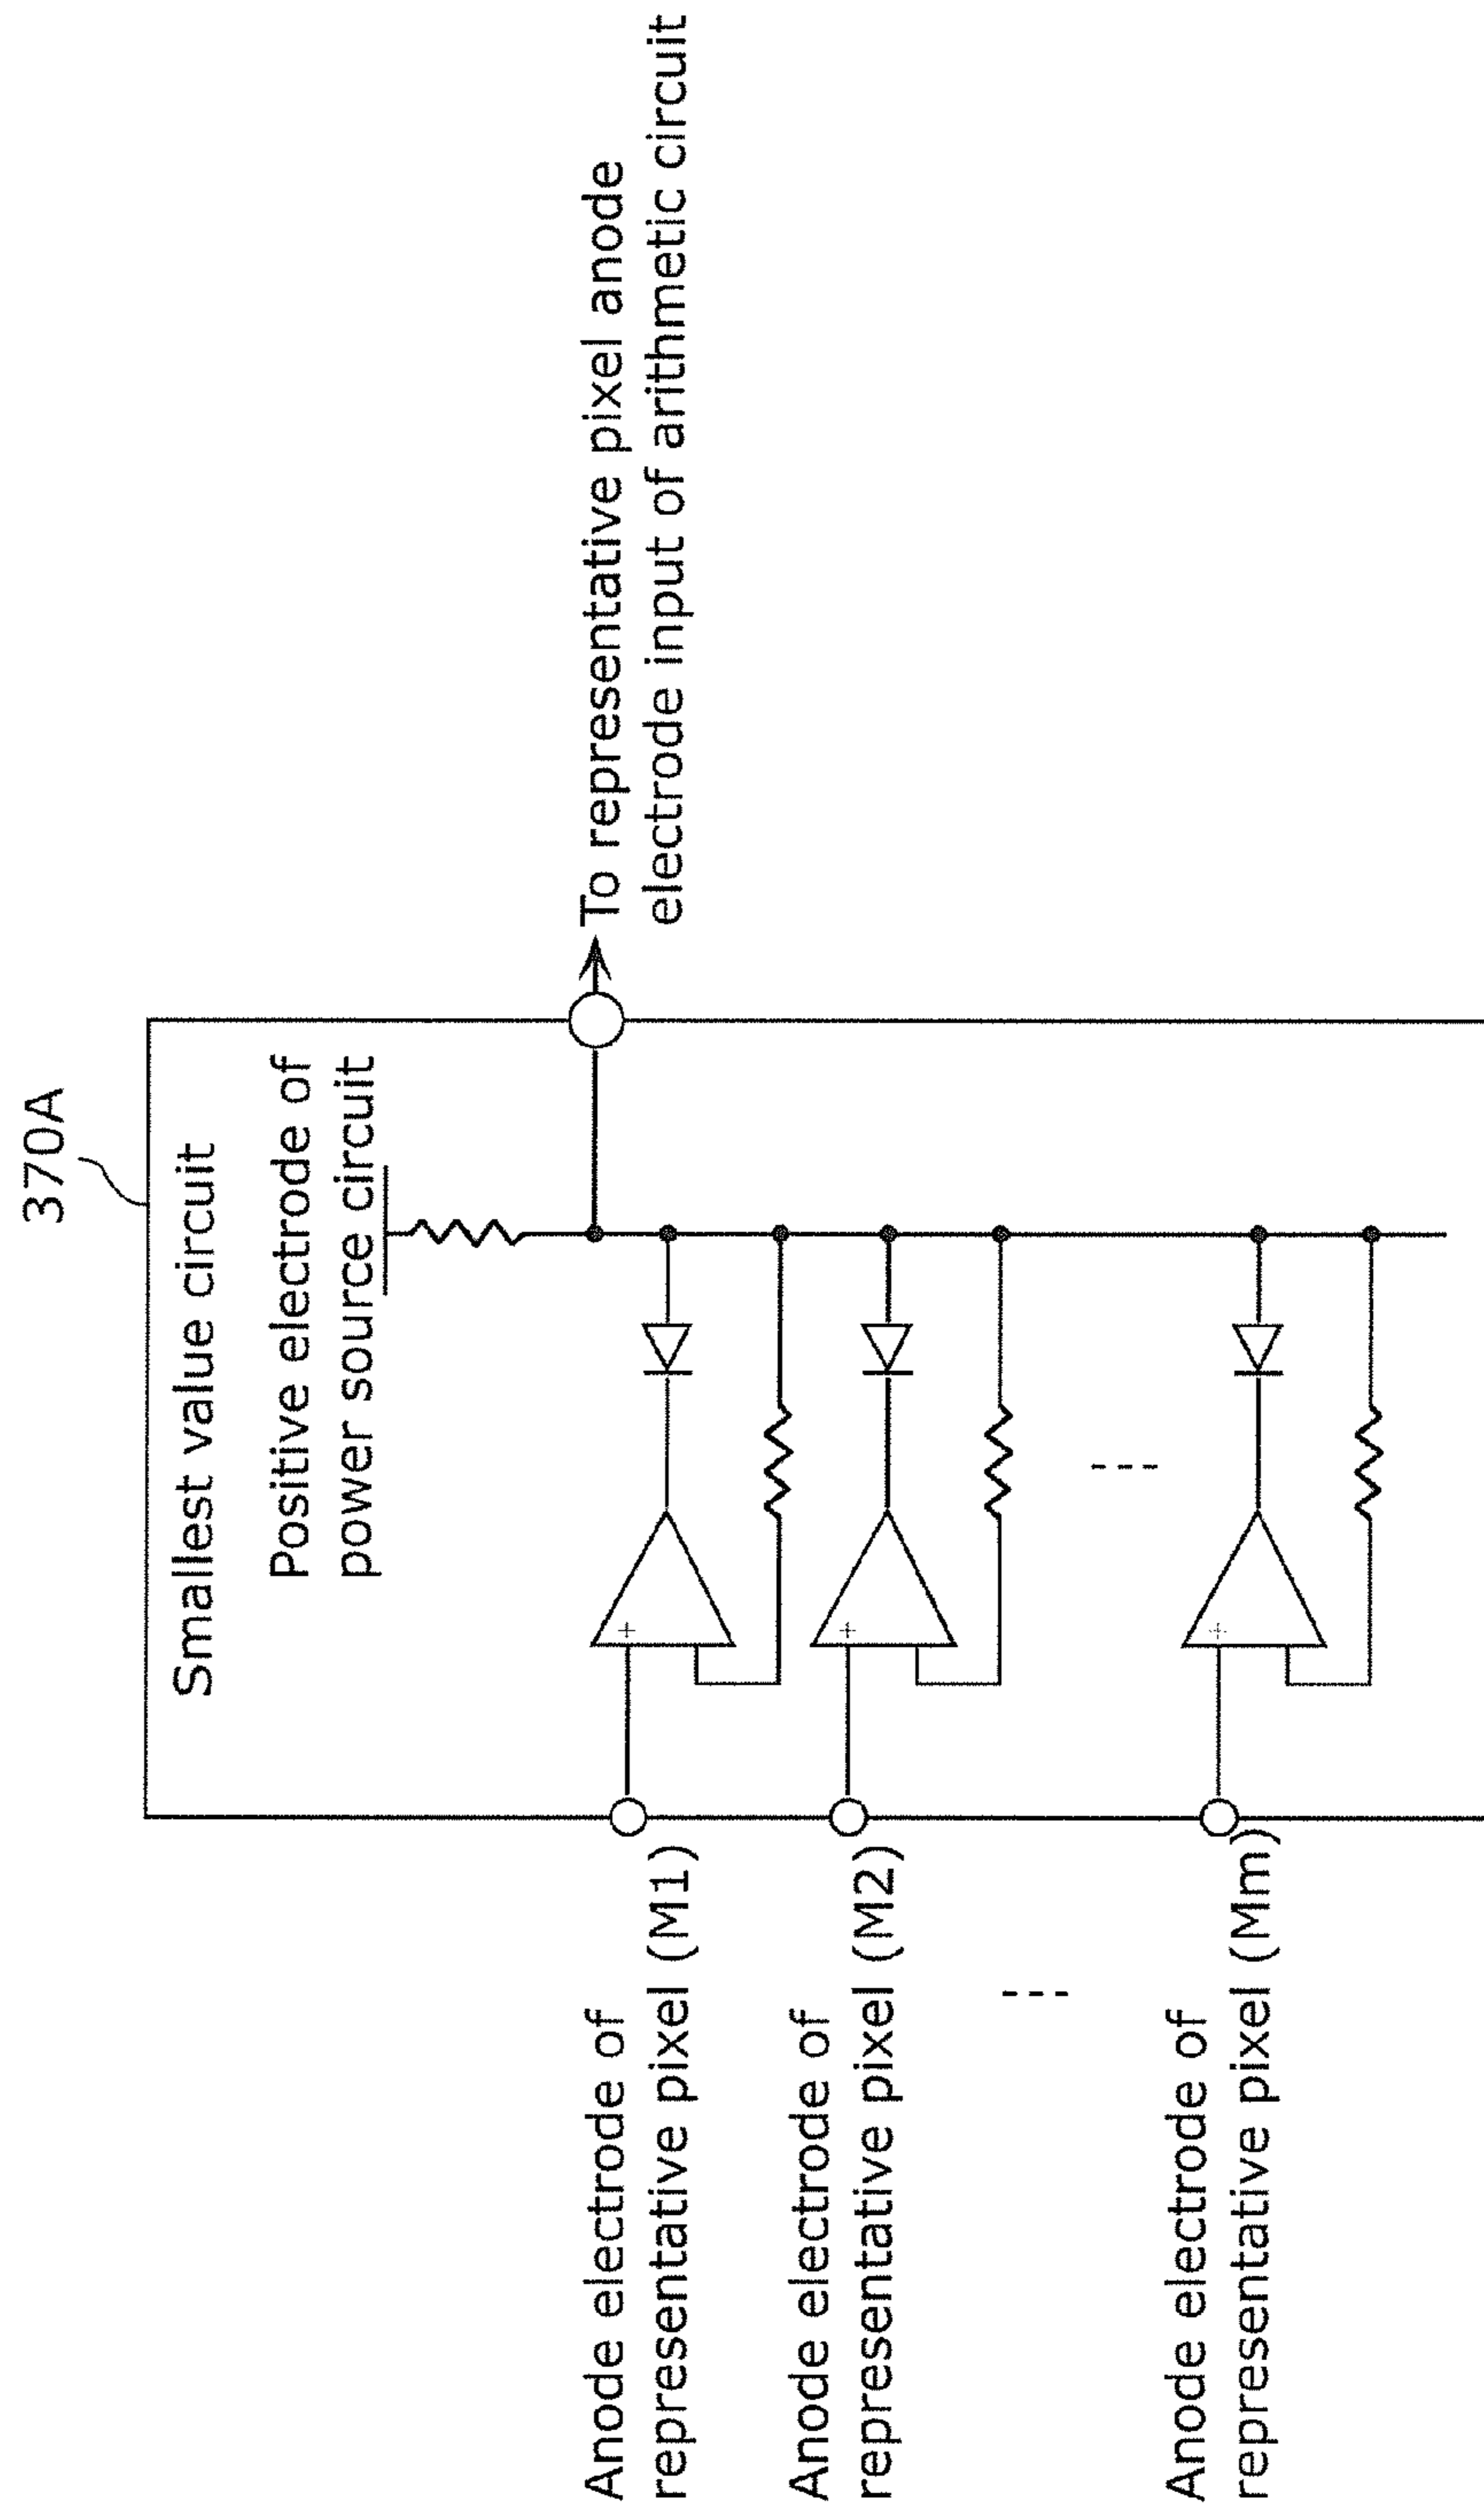 370A
Smallest value circuit
Positive electrode of
power source circuit
To representative pixel anode
electrode input of arithmetic circuit
Anode electrode of
representative pixel (M1)
+
Anode electrode of
representative pixel (M2)
+
---
---
Anode electrode of
representative pixel (Mm)
+